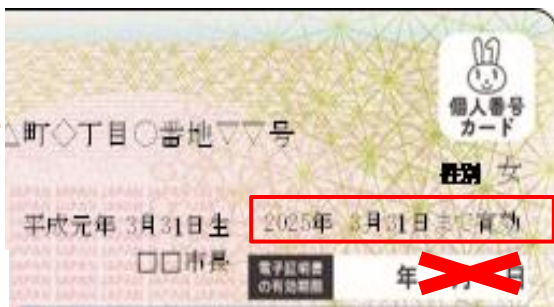 個人番号
カード
△町◇丁目○番地▽▽号
性別 女
平成元年 3月31日生 2025年 3月31日まで有効
□□市長
電子証明書
の有効期限
年 月 日